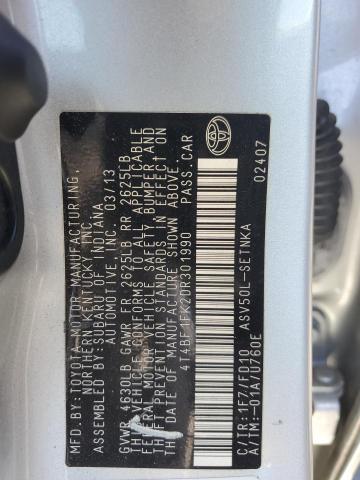 MFD.BY:TOYOTA MOTOR MANUFACTURING,
NORTHERN KENTUCKY, INC.
ASSEMBLED BY: SUBARU OF INDIANA
AUTOMOTIVE, INC. 03/13
GVWR 4630LB GAWR FR 2625LB RR 2625LB
THIS VEHICLE CONFORMS TO ALL APPLICABLE
FEDERAL MOTOR VEHICLE SAFETY, BUMPER AND
THEFT PREVENTION STANDARDS IN EFFECT ON
THE DATE OF MANUFACTURE SHOWN ABOVE.
4T4BF1FK2DR301990 PASS.CAR
ASV50L-SETNKA
C/TR:1F7/FD10
A/TM:-01A/U760E
02407
TOYOTA